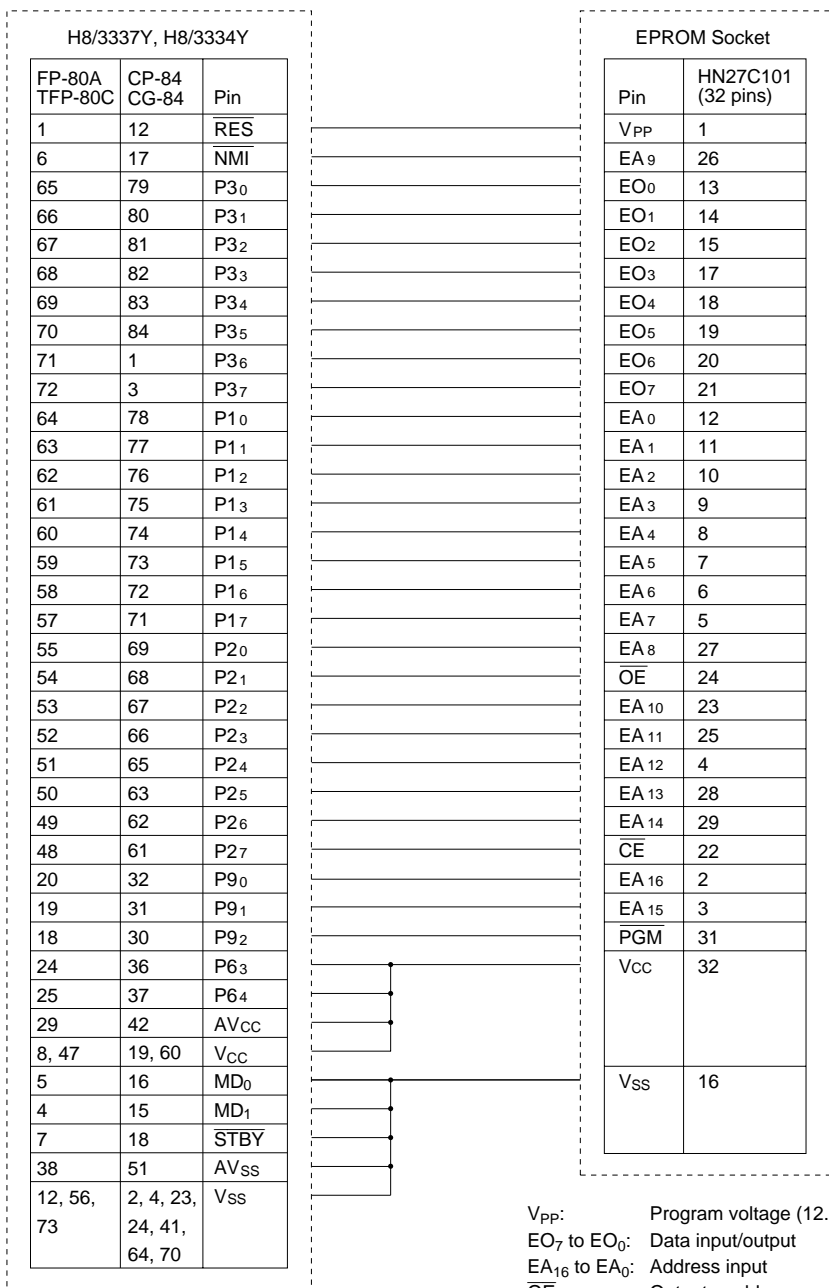 H8/3337Y, H8/3334Y
EPROM Socket
FP-80A TFP-80C CP-84 CG-84 Pin
Pin HN27C101 (32 pins)
1 12 RES VPP 1
6 17 NMI EA9 26
65 79 P30 EO0 13
66 80 P31 EO1 14
67 81 P32 EO2 15
68 82 P33 EO3 17
69 83 P34 EO4 18
70 84 P35 EO5 19
71 1 P36 EO6 20
72 3 P37 EO7 21
64 78 P10 EA0 12
63 77 P11 EA1 11
62 76 P12 EA2 10
61 75 P13 EA3 9
60 74 P14 EA4 8
59 73 P15 EA5 7
58 72 P16 EA6 6
57 71 P17 EA7 5
55 69 P20 EA8 27
54 68 P21 OE 24
53 67 P22 EA10 23
52 66 P23 EA11 25
51 65 P24 EA12 4
50 63 P25 EA13 28
49 62 P26 EA14 29
48 61 P27 CE 22
20 32 P90 EA16 2
19 31 P91 EA15 3
18 30 P92 PGM 31
24 36 P63 VCC 32
25 37 P64
29 42 AVCC
8, 47 19, 60 VCC
5 16 MD0 VSS 16
4 15 MD1
7 18 STBY
38 51 AVSS
12, 56, 2, 4, 23, VSS
73 24, 41,
64, 70
VPP: Program voltage (12.
EO7 to EO0: Data input/output
EA16 to EA0: Address input